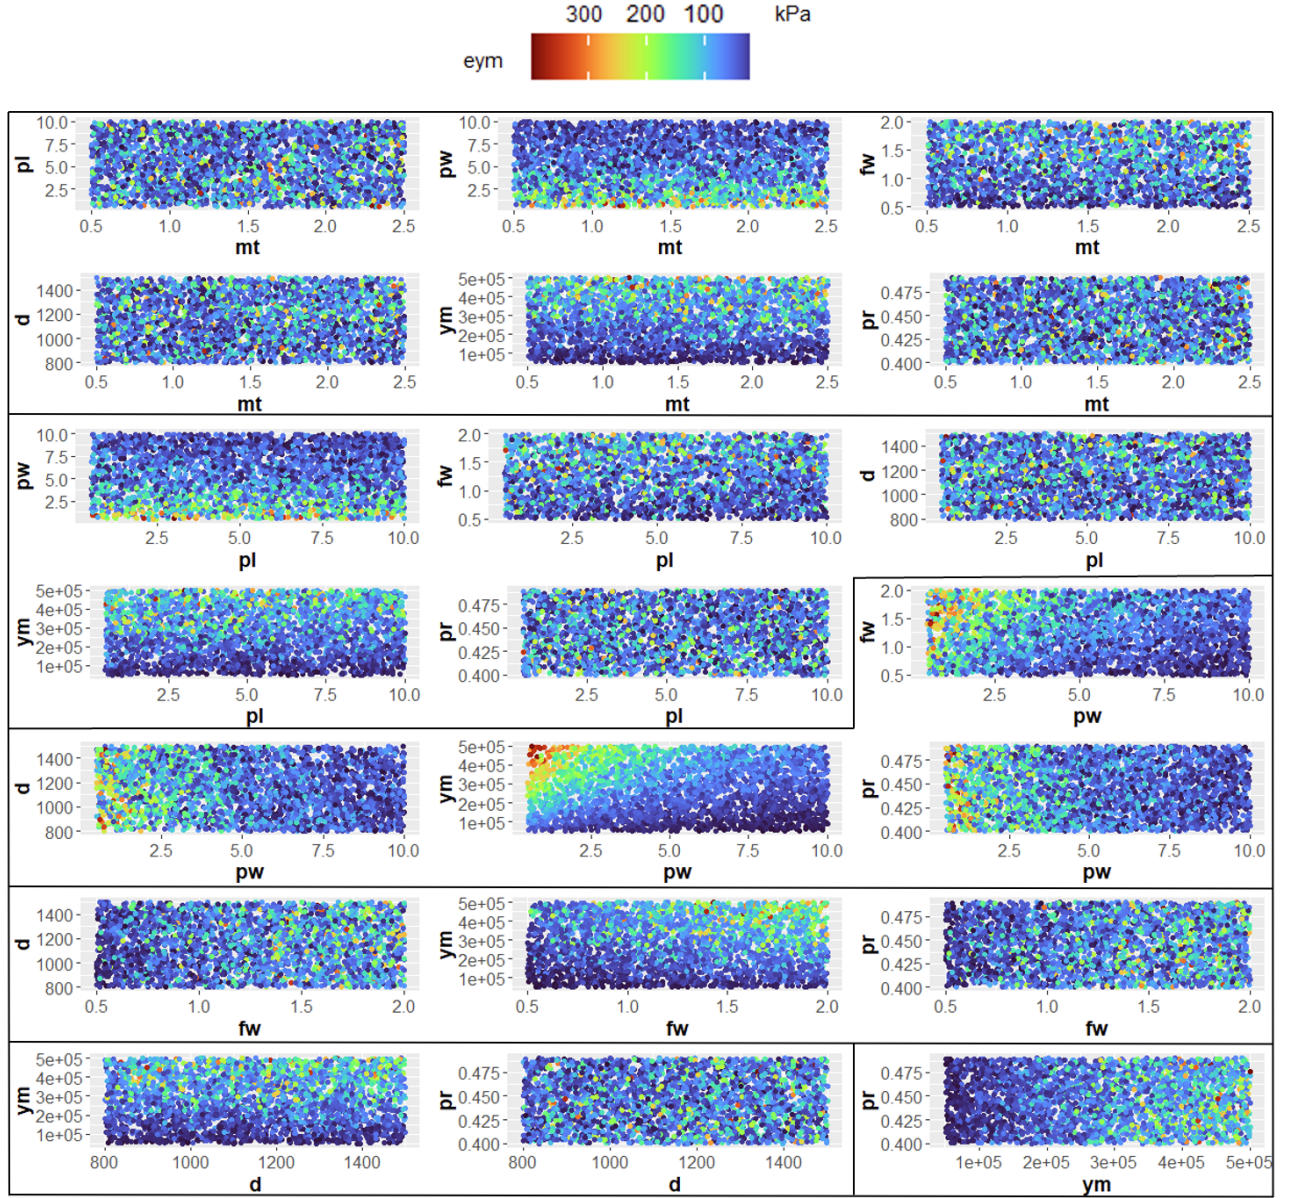 300 200 100 kPa
eym
pl 10.0 7.5 5.0 2.5
0.5 1.0 1.5 2.0 2.5
mt
pw 10.0 7.5 5.0 2.5
0.5 1.0 1.5 2.0 2.5
mt
fw 2.0 1.5 1.0 0.5
0.5 1.0 1.5 2.0 2.5
mt
d 1400 1200 1000 800
0.5 1.0 1.5 2.0 2.5
mt
ym 5e+05 4e+05 3e+05 2e+05 1e+05
0.5 1.0 1.5 2.0 2.5
mt
pr 0.475 0.450 0.425 0.400
0.5 1.0 1.5 2.0 2.5
mt
pw 10.0 7.5 5.0 2.5
2.5 5.0 7.5 10.0
pl
fw 2.0 1.5 1.0 0.5
2.5 5.0 7.5 10.0
pl
d 1400 1200 1000 800
2.5 5.0 7.5 10.0
pl
ym 5e+05 4e+05 3e+05 2e+05 1e+05
2.5 5.0 7.5 10.0
pl
pr 0.475 0.450 0.425 0.400
2.5 5.0 7.5 10.0
pl
fw 2.0 1.5 1.0 0.5
2.5 5.0 7.5 10.0
pw
d 1400 1200 1000 800
2.5 5.0 7.5 10.0
pw
ym 5e+05 4e+05 3e+05 2e+05 1e+05
2.5 5.0 7.5 10.0
pw
pr 0.475 0.450 0.425 0.400
2.5 5.0 7.5 10.0
pw
d 1400 1200 1000 800
0.5 1.0 1.5 2.0
fw
ym 5e+05 4e+05 3e+05 2e+05 1e+05
0.5 1.0 1.5 2.0
fw
pr 0.475 0.450 0.425 0.400
0.5 1.0 1.5 2.0
fw
ym 5e+05 4e+05 3e+05 2e+05 1e+05
800 1000 1200 1400
d
pr 0.475 0.450 0.425 0.400
800 1000 1200 1400
d
pr 0.475 0.450 0.425 0.400
1e+05 2e+05 3e+05 4e+05 5e+05
ym